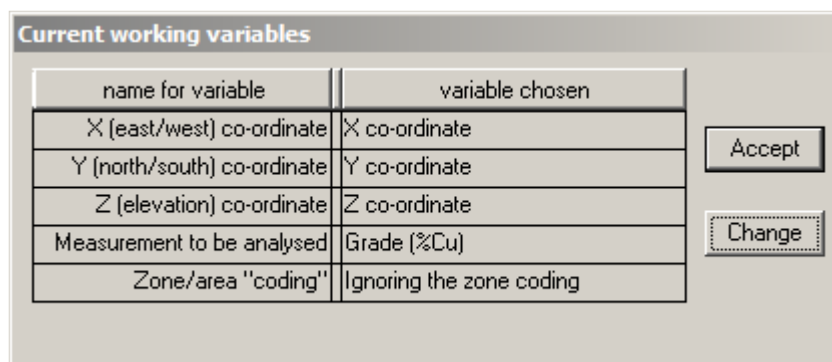 Current working variables
name for variable variable chosen
X (east/west) co-ordinate X co-ordinate
Y (north/south) co-ordinate Y co-ordinate
Z (elevation) co-ordinate Z co-ordinate
Measurement to be analysed Grade (%Cu)
Zone/area "coding" Ignoring the zone coding
Accept
Change